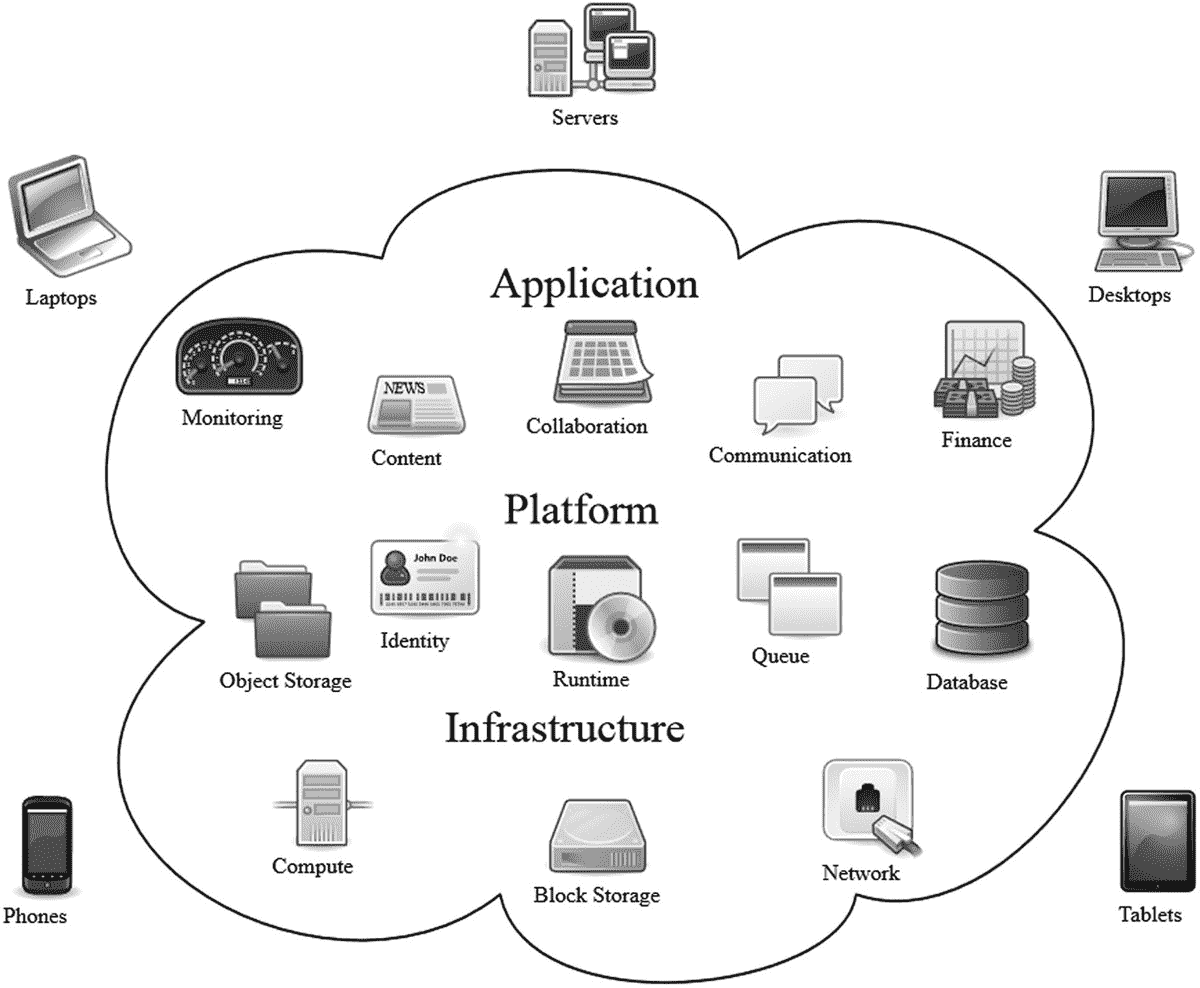 Servers
Laptops
Desktops
Application
Monitoring
NEWS
Content
Collaboration
Communication
Finance
Platform
John Doe
Object Storage
Identity
Runtime
Queue
Database
Infrastructure
Compute
Block Storage
Network
Phones
Tablets